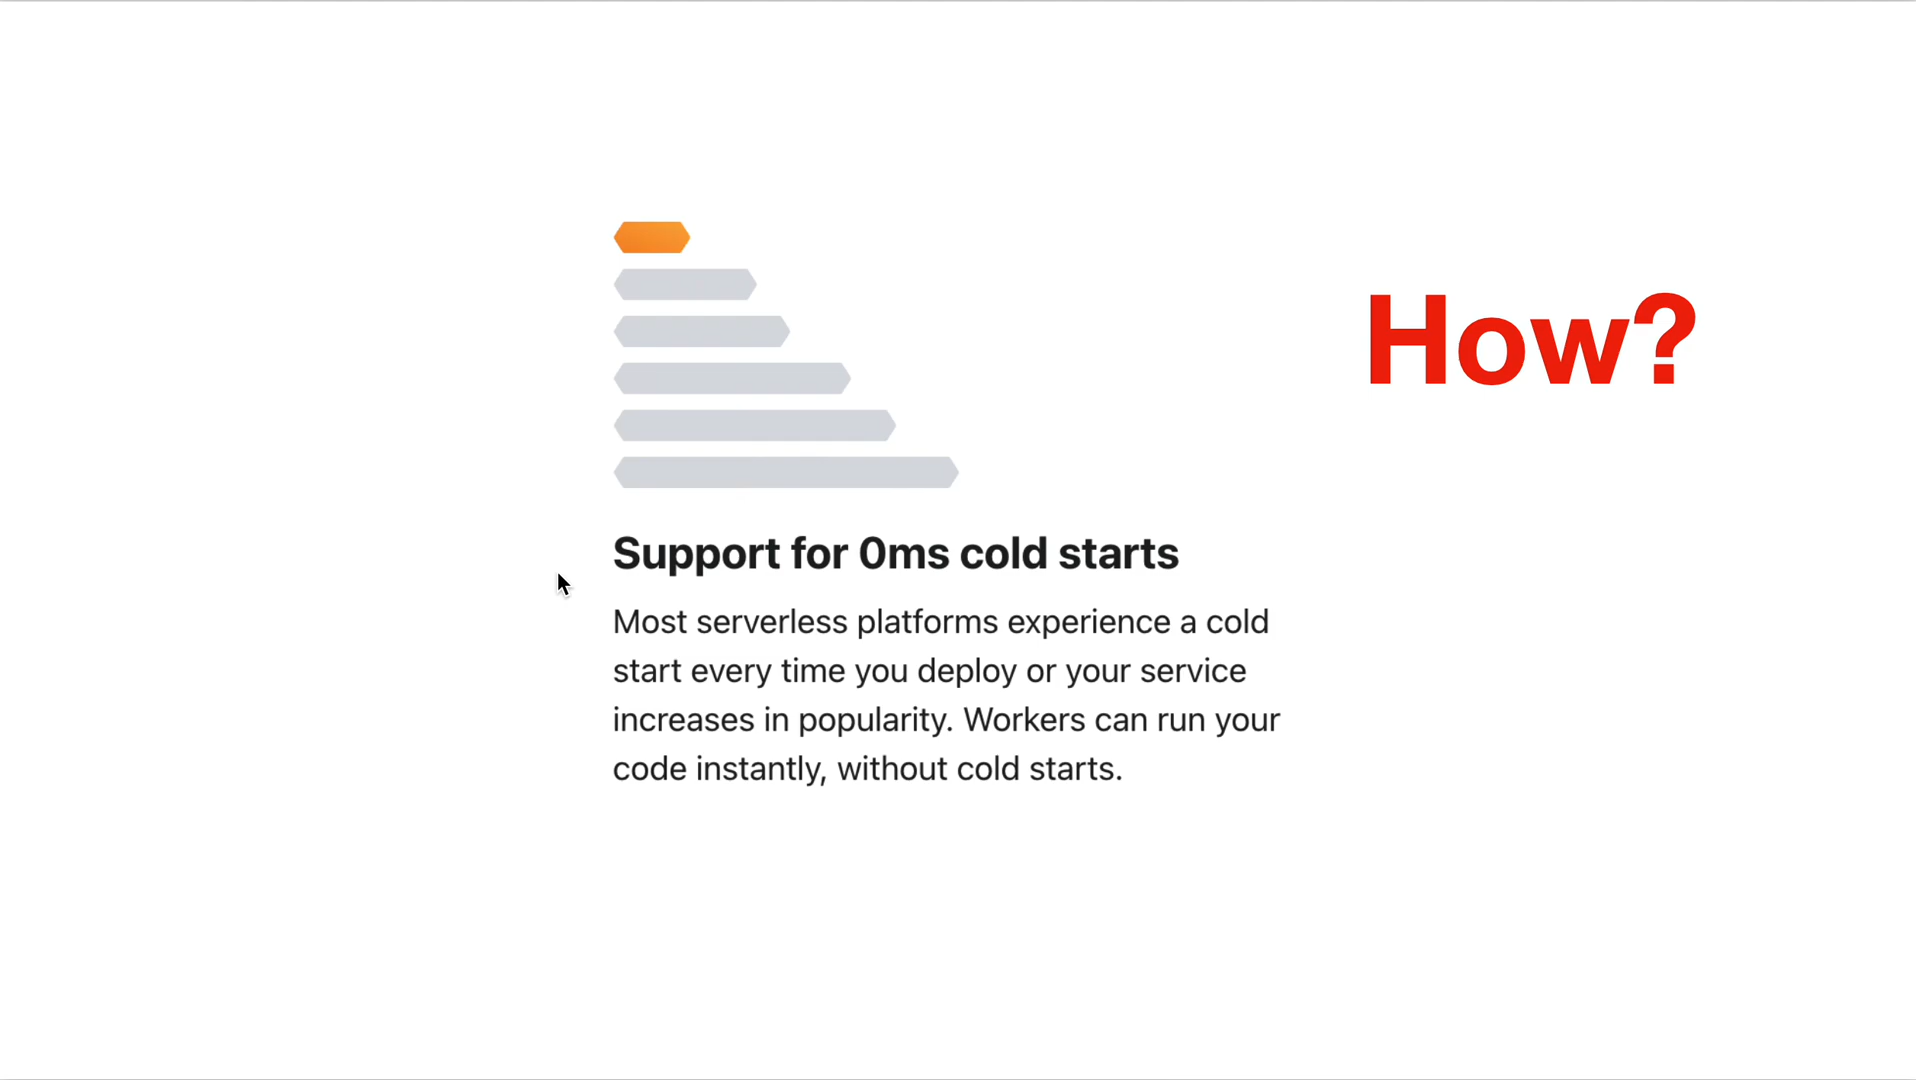 How?
Support for 0ms cold starts
Most serverless platforms experience a cold
start every time you deploy or your service
increases in popularity. Workers can run your
code instantly, without cold starts.